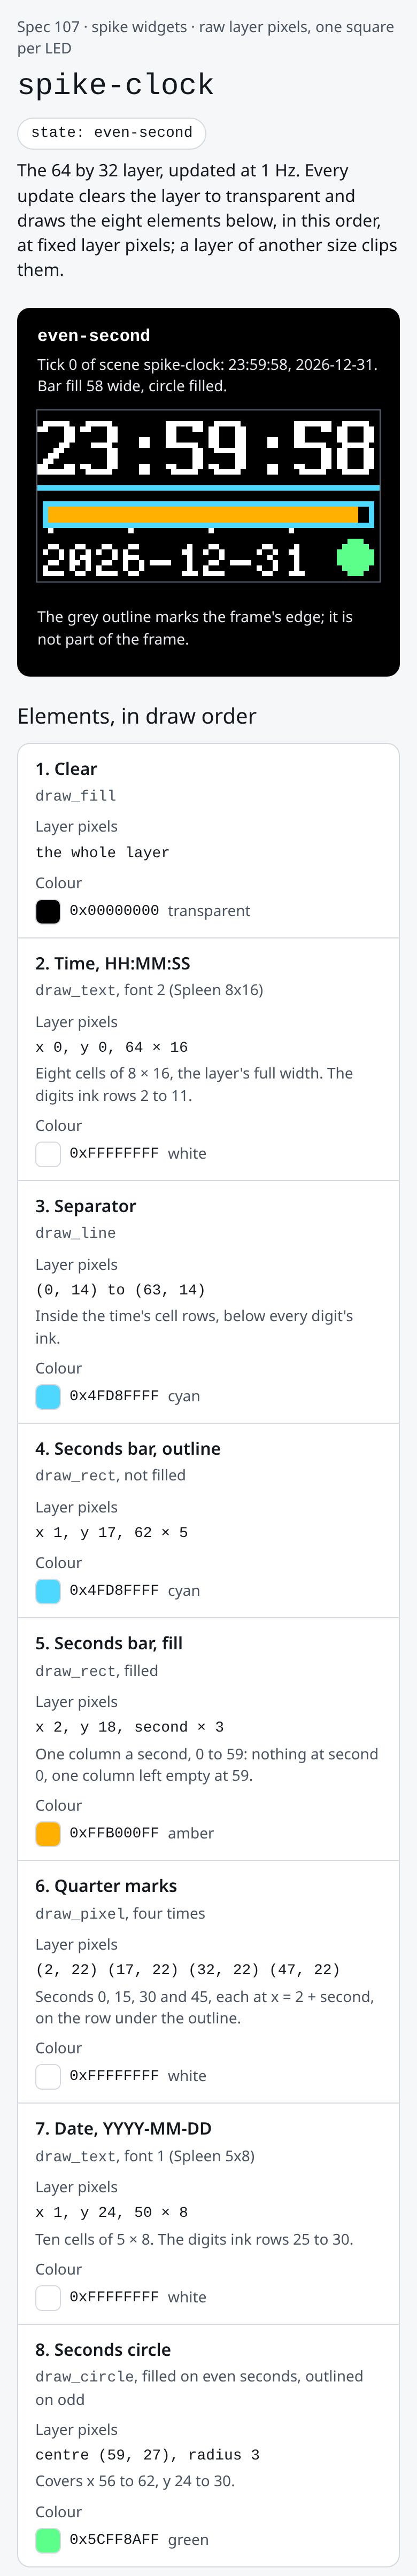 Spec 107 · spike widgets · raw layer pixels, one square
per LED
spike-clock
state: even-second
The 64 by 32 layer, updated at 1 Hz. Every
update clears the layer to transparent and
draws the eight elements below, in this order,
at fixed layer pixels; a layer of another size clips
them.
even-second
Tick 0 of scene spike-clock: 23:59:58, 2026-12-31.
Bar fill 58 wide, circle filled.
23:59:58
2026-12-31
The grey outline marks the frame's edge; it is
not part of the frame.
Elements, in draw order
1. Clear
draw_fill
Layer pixels
the whole layer
Colour
0x00000000 transparent
2. Time, HH:MM:SS
draw_text, font 2 (Spleen 8x16)
Layer pixels
x 0, y 0, 64 × 16
Eight cells of 8 × 16, the layer's full width. The
digits ink rows 2 to 11.
Colour
0xFFFFFFFF white
3. Separator
draw_line
Layer pixels
(0, 14) to (63, 14)
Inside the time's cell rows, below every digit's
ink.
Colour
0x4FD8FFFF cyan
4. Seconds bar, outline
draw_rect, not filled
Layer pixels
x 1, y 17, 62 × 5
Colour
0x4FD8FFFF cyan
5. Seconds bar, fill
draw_rect, filled
Layer pixels
x 2, y 18, second × 3
One column a second, 0 to 59: nothing at second
0, one column left empty at 59.
Colour
0xFFB000FF amber
6. Quarter marks
draw_pixel, four times
Layer pixels
(2, 22) (17, 22) (32, 22) (47, 22)
Seconds 0, 15, 30 and 45, each at x = 2 + second,
on the row under the outline.
Colour
0xFFFFFFFF white
7. Date, YYYY-MM-DD
draw_text, font 1 (Spleen 5x8)
Layer pixels
x 1, y 24, 50 × 8
Ten cells of 5 × 8. The digits ink rows 25 to 30.
Colour
0xFFFFFFFF white
8. Seconds circle
draw_circle, filled on even seconds, outlined
on odd
Layer pixels
centre (59, 27), radius 3
Covers x 56 to 62, y 24 to 30.
Colour
0x5CFF8AFF green